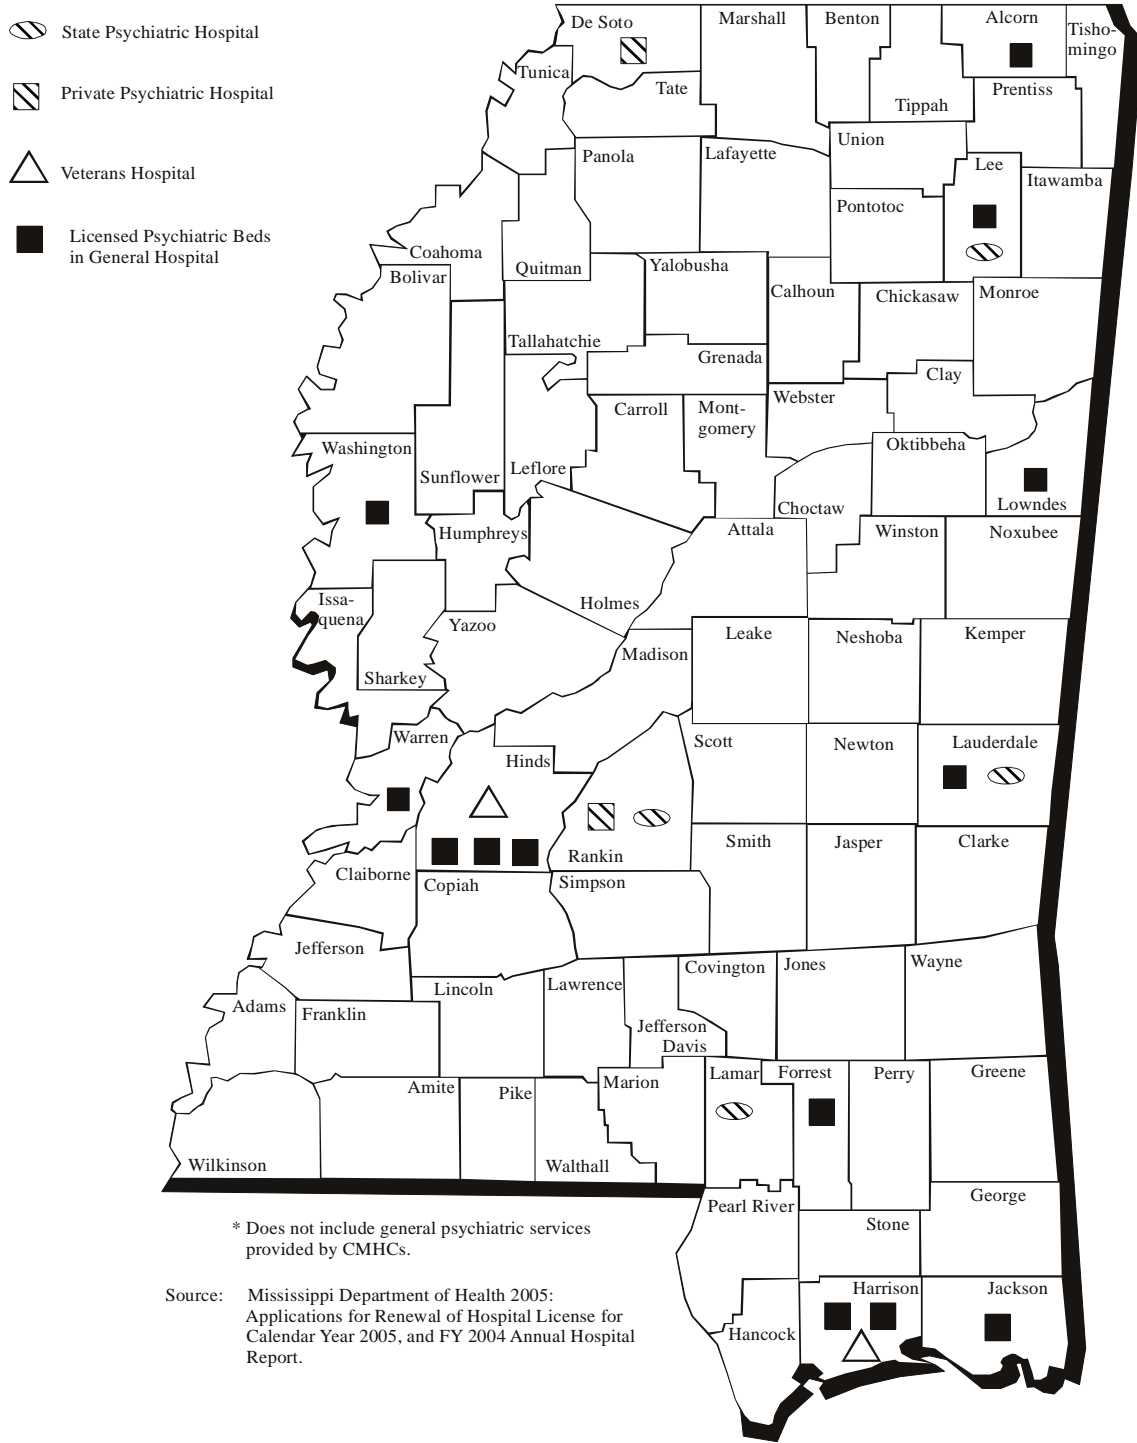 State Psychiatric Hospital
Private Psychiatric Hospital
Veterans Hospital
Licensed Psychiatric Beds
in General Hospital
De Soto
Marshall
Benton
Alcorn
Tisho-
mingo
Tunica
Tate
Tippah
Prentiss
Panola
Lafayette
Union
Lee
Itawamba
Pontotoc
Coahoma
Quitman
Yalobusha
Bolivar
Calhoun
Chickasaw
Monroe
Tallahatchie
Grenada
Clay
Webster
Carroll
Mont-
gomery
Washington
Sunflower
Leflore
Oktibbeha
Lowndes
Choctaw
Humphreys
Attala
Winston
Noxubee
Issa-
quena
Holmes
Yazoo
Leake
Neshoba
Kemper
Madison
Sharkey
Warren
Hinds
Scott
Newton
Lauderdale
Rankin
Smith
Jasper
Clarke
Claiborne
Copiah
Simpson
Jefferson
Covington
Jones
Wayne
Lincoln
Lawrence
Adams
Franklin
Jefferson
Davis
Amite
Pike
Marion
Lamar
Forrest
Perry
Greene
Wilkinson
Walthall
Pearl River
George
Stone
Harrison
Jackson
Hancock
* Does not include general psychiatric services
provided by CMHCs.
Source: Mississippi Department of Health 2005:
Applications for Renewal of Hospital License for
Calendar Year 2005, and FY 2004 Annual Hospital
Report.